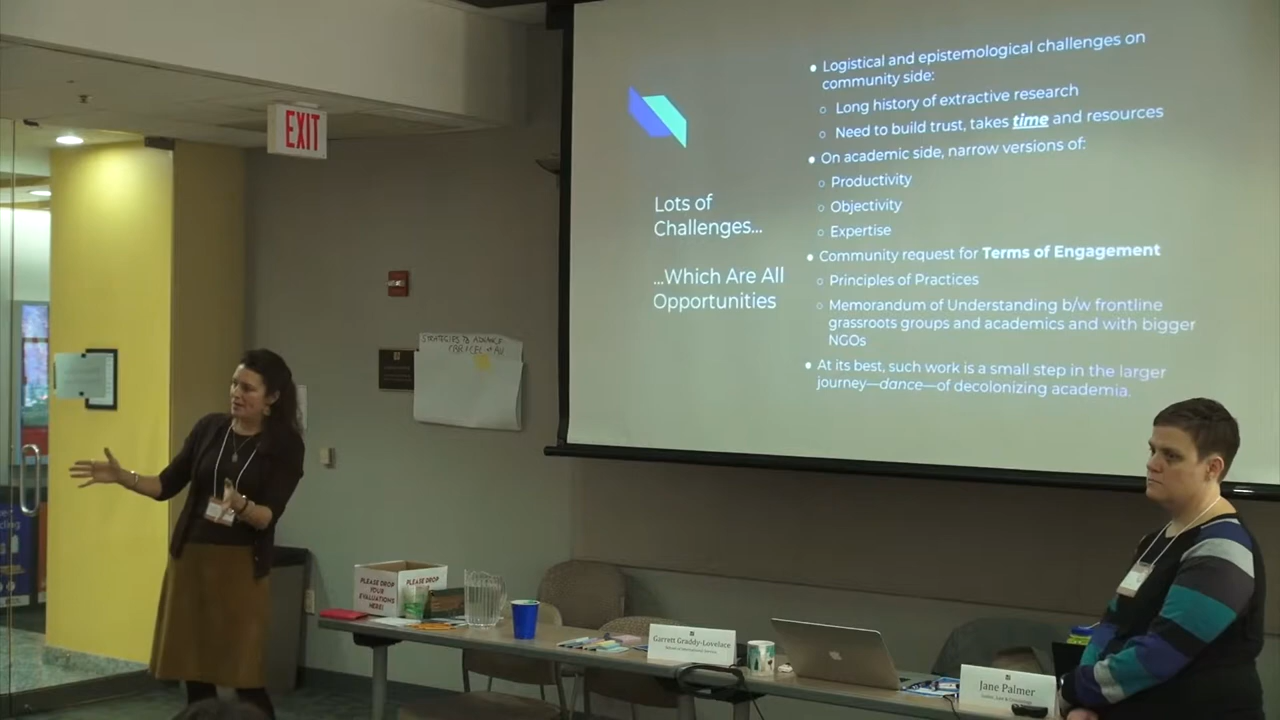 EXIT
Lots of
Challenges...
...Which Are All
Opportunities
● Logistical and epistemological challenges on
community side:
○ Long history of extractive research
○ Need to build trust, takes time and resources
● On academic side, narrow versions of:
○ Productivity
○ Objectivity
○ Expertise
● Community request for Terms of Engagement
○ Principles of Practices
○ Memorandum of Understanding b/w frontline
grassroots groups and academics and with bigger
NGOs
● At its best, such work is a small step in the larger
journey—dance—of decolonizing academia.
STRATEGIES TO ADVANCE
PLEASE DROP
YOUR
EVALUATIONS
HERE!
PLEASE DROP
Garrett Graddy-Lovelace
Jane Palmer